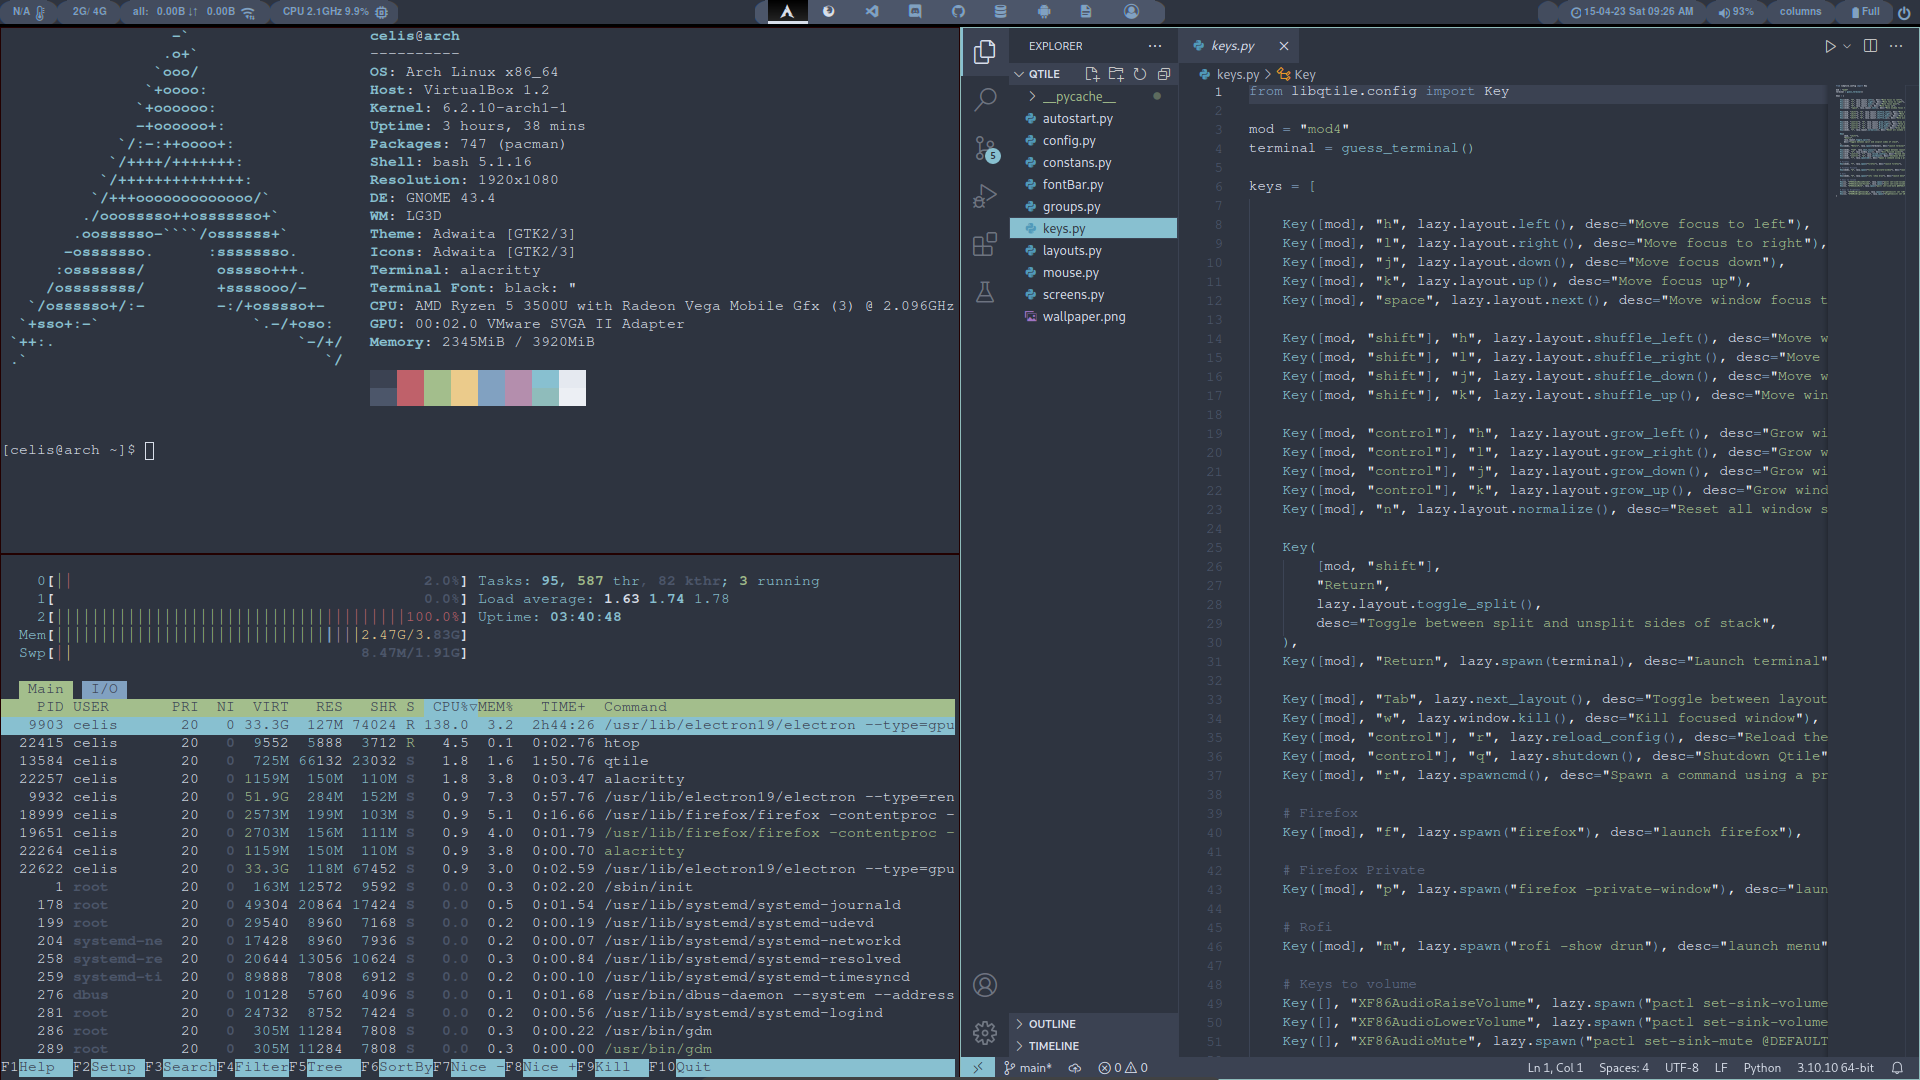 N/A 2G/ 4G all: 0.00B ↓↑ 0.00B CPU 2.1GHz 9.9% 15-04-23 Sat 09:26 AM 93% columns Full
celis@arch
----------
OS: Arch Linux x86_64
Host: VirtualBox 1.2
Kernel: 6.2.10-arch1-1
Uptime: 3 hours, 38 mins
Packages: 747 (pacman)
Shell: bash 5.1.16
Resolution: 1920x1080
DE: GNOME 43.4
WM: LG3D
Theme: Adwaita [GTK2/3]
Icons: Adwaita [GTK2/3]
Terminal: alacritty
Terminal Font: black: "
CPU: AMD Ryzen 5 3500U with Radeon Vega Mobile Gfx (3) @ 2.096GHz
GPU: 00:02.0 VMware SVGA II Adapter
Memory: 2345MiB / 3920MiB
[celis@arch ~]$
0[|| 2.0%] Tasks: 95, 587 thr, 82 kthr; 3 running
1[ 0.0%] Load average: 1.63 1.74 1.78
2[ 100.0%] Uptime: 03:40:48
Mem[ 2.47G/3.83G]
Swp[|| 8.47M/1.91G]
Main I/O
PID USER PRI NI VIRT RES SHR S CPU%▽MEM% TIME+ Command
9903 celis 20 0 33.3G 127M 74024 R 138.0 3.2 2h44:26 /usr/lib/electron19/electron --type=gpu
22415 celis 20 0 9552 5888 3712 R 4.5 0.1 0:02.76 htop
13584 celis 20 0 725M 66132 23032 S 1.8 1.6 1:50.76 qtile
22257 celis 20 0 1159M 150M 110M S 1.8 3.8 0:03.47 alacritty
9932 celis 20 0 51.9G 284M 152M S 0.9 7.3 0:57.76 /usr/lib/electron19/electron --type=ren
18999 celis 20 0 2573M 199M 103M S 0.9 5.1 0:16.66 /usr/lib/firefox/firefox -contentproc -
19651 celis 20 0 2703M 156M 111M S 0.9 4.0 0:01.79 /usr/lib/firefox/firefox -contentproc -
22264 celis 20 0 1159M 150M 110M S 0.9 3.8 0:00.70 alacritty
22622 celis 20 0 33.3G 118M 67452 S 0.9 3.0 0:02.59 /usr/lib/electron19/electron --type=gpu
1 root 20 0 163M 12572 9592 S 0.0 0.3 0:02.20 /sbin/init
178 root 20 0 49304 20864 17424 S 0.0 0.5 0:01.54 /usr/lib/systemd/systemd-journald
199 root 20 0 29540 8960 7168 S 0.0 0.2 0:00.19 /usr/lib/systemd/systemd-udevd
204 systemd-ne 20 0 17428 8960 7936 S 0.0 0.2 0:00.07 /usr/lib/systemd/systemd-networkd
258 systemd-re 20 0 20644 13056 10624 S 0.0 0.3 0:00.84 /usr/lib/systemd/systemd-resolved
259 systemd-ti 20 0 89888 7808 6912 S 0.0 0.2 0:00.10 /usr/lib/systemd/systemd-timesyncd
276 dbus 20 0 10128 5760 4096 S 0.0 0.1 0:01.68 /usr/bin/dbus-daemon --system --address
281 root 20 0 24732 8752 7424 S 0.0 0.2 0:00.56 /usr/lib/systemd/systemd-logind
286 root 20 0 305M 11284 7808 S 0.0 0.3 0:00.22 /usr/bin/gdm
289 root 20 0 305M 11284 7808 S 0.0 0.3 0:00.00 /usr/bin/gdm
F1Help F2Setup F3SearchF4FilterF5Tree F6SortByF7Nice -F8Nice +F9Kill F10Quit
EXPLORER ···
QTILE
__pycache__
autostart.py
config.py
constans.py
fontBar.py
groups.py
keys.py
layouts.py
mouse.py
screens.py
wallpaper.png
5
OUTLINE
TIMELINE
keys.py
keys.py > Key
1 from libqtile.config import Key
2
3 mod = "mod4"
4 terminal = guess_terminal()
5
6 keys = [
7
8 Key([mod], "h", lazy.layout.left(), desc="Move focus to left"),
9 Key([mod], "l", lazy.layout.right(), desc="Move focus to right"),
10 Key([mod], "j", lazy.layout.down(), desc="Move focus down"),
11 Key([mod], "k", lazy.layout.up(), desc="Move focus up"),
12 Key([mod], "space", lazy.layout.next(), desc="Move window focus t
13
14 Key([mod, "shift"], "h", lazy.layout.shuffle_left(), desc="Move w
15 Key([mod, "shift"], "l", lazy.layout.shuffle_right(), desc="Move
16 Key([mod, "shift"], "j", lazy.layout.shuffle_down(), desc="Move w
17 Key([mod, "shift"], "k", lazy.layout.shuffle_up(), desc="Move win
18
19 Key([mod, "control"], "h", lazy.layout.grow_left(), desc="Grow wi
20 Key([mod, "control"], "l", lazy.layout.grow_right(), desc="Grow w
21 Key([mod, "control"], "j", lazy.layout.grow_down(), desc="Grow wi
22 Key([mod, "control"], "k", lazy.layout.grow_up(), desc="Grow wind
23 Key([mod], "n", lazy.layout.normalize(), desc="Reset all window s
24
25 Key(
26 [mod, "shift"],
27 "Return",
28 lazy.layout.toggle_split(),
29 desc="Toggle between split and unsplit sides of stack",
30 ),
31 Key([mod], "Return", lazy.spawn(terminal), desc="Launch terminal"
32
33 Key([mod], "Tab", lazy.next_layout(), desc="Toggle between layout
34 Key([mod], "w", lazy.window.kill(), desc="Kill focused window"),
35 Key([mod, "control"], "r", lazy.reload_config(), desc="Reload the
36 Key([mod, "control"], "q", lazy.shutdown(), desc="Shutdown Qtile"
37 Key([mod], "r", lazy.spawncmd(), desc="Spawn a command using a pr
38
39 # Firefox
40 Key([mod], "f", lazy.spawn("firefox"), desc="launch firefox"),
41
42 # Firefox Private
43 Key([mod], "p", lazy.spawn("firefox -private-window"), desc="laun
44
45 # Rofi
46 Key([mod], "m", lazy.spawn("rofi -show drun"), desc="launch menu"
47
48 # Keys to volume
49 Key([], "XF86AudioRaiseVolume", lazy.spawn("pactl set-sink-volume
50 Key([], "XF86AudioLowerVolume", lazy.spawn("pactl set-sink-volume
51 Key([], "XF86AudioMute", lazy.spawn("pactl set-sink-mute @DEFAULT
main* 0 0 Ln 1, Col 1 Spaces: 4 UTF-8 LF Python 3.10.10 64-bit